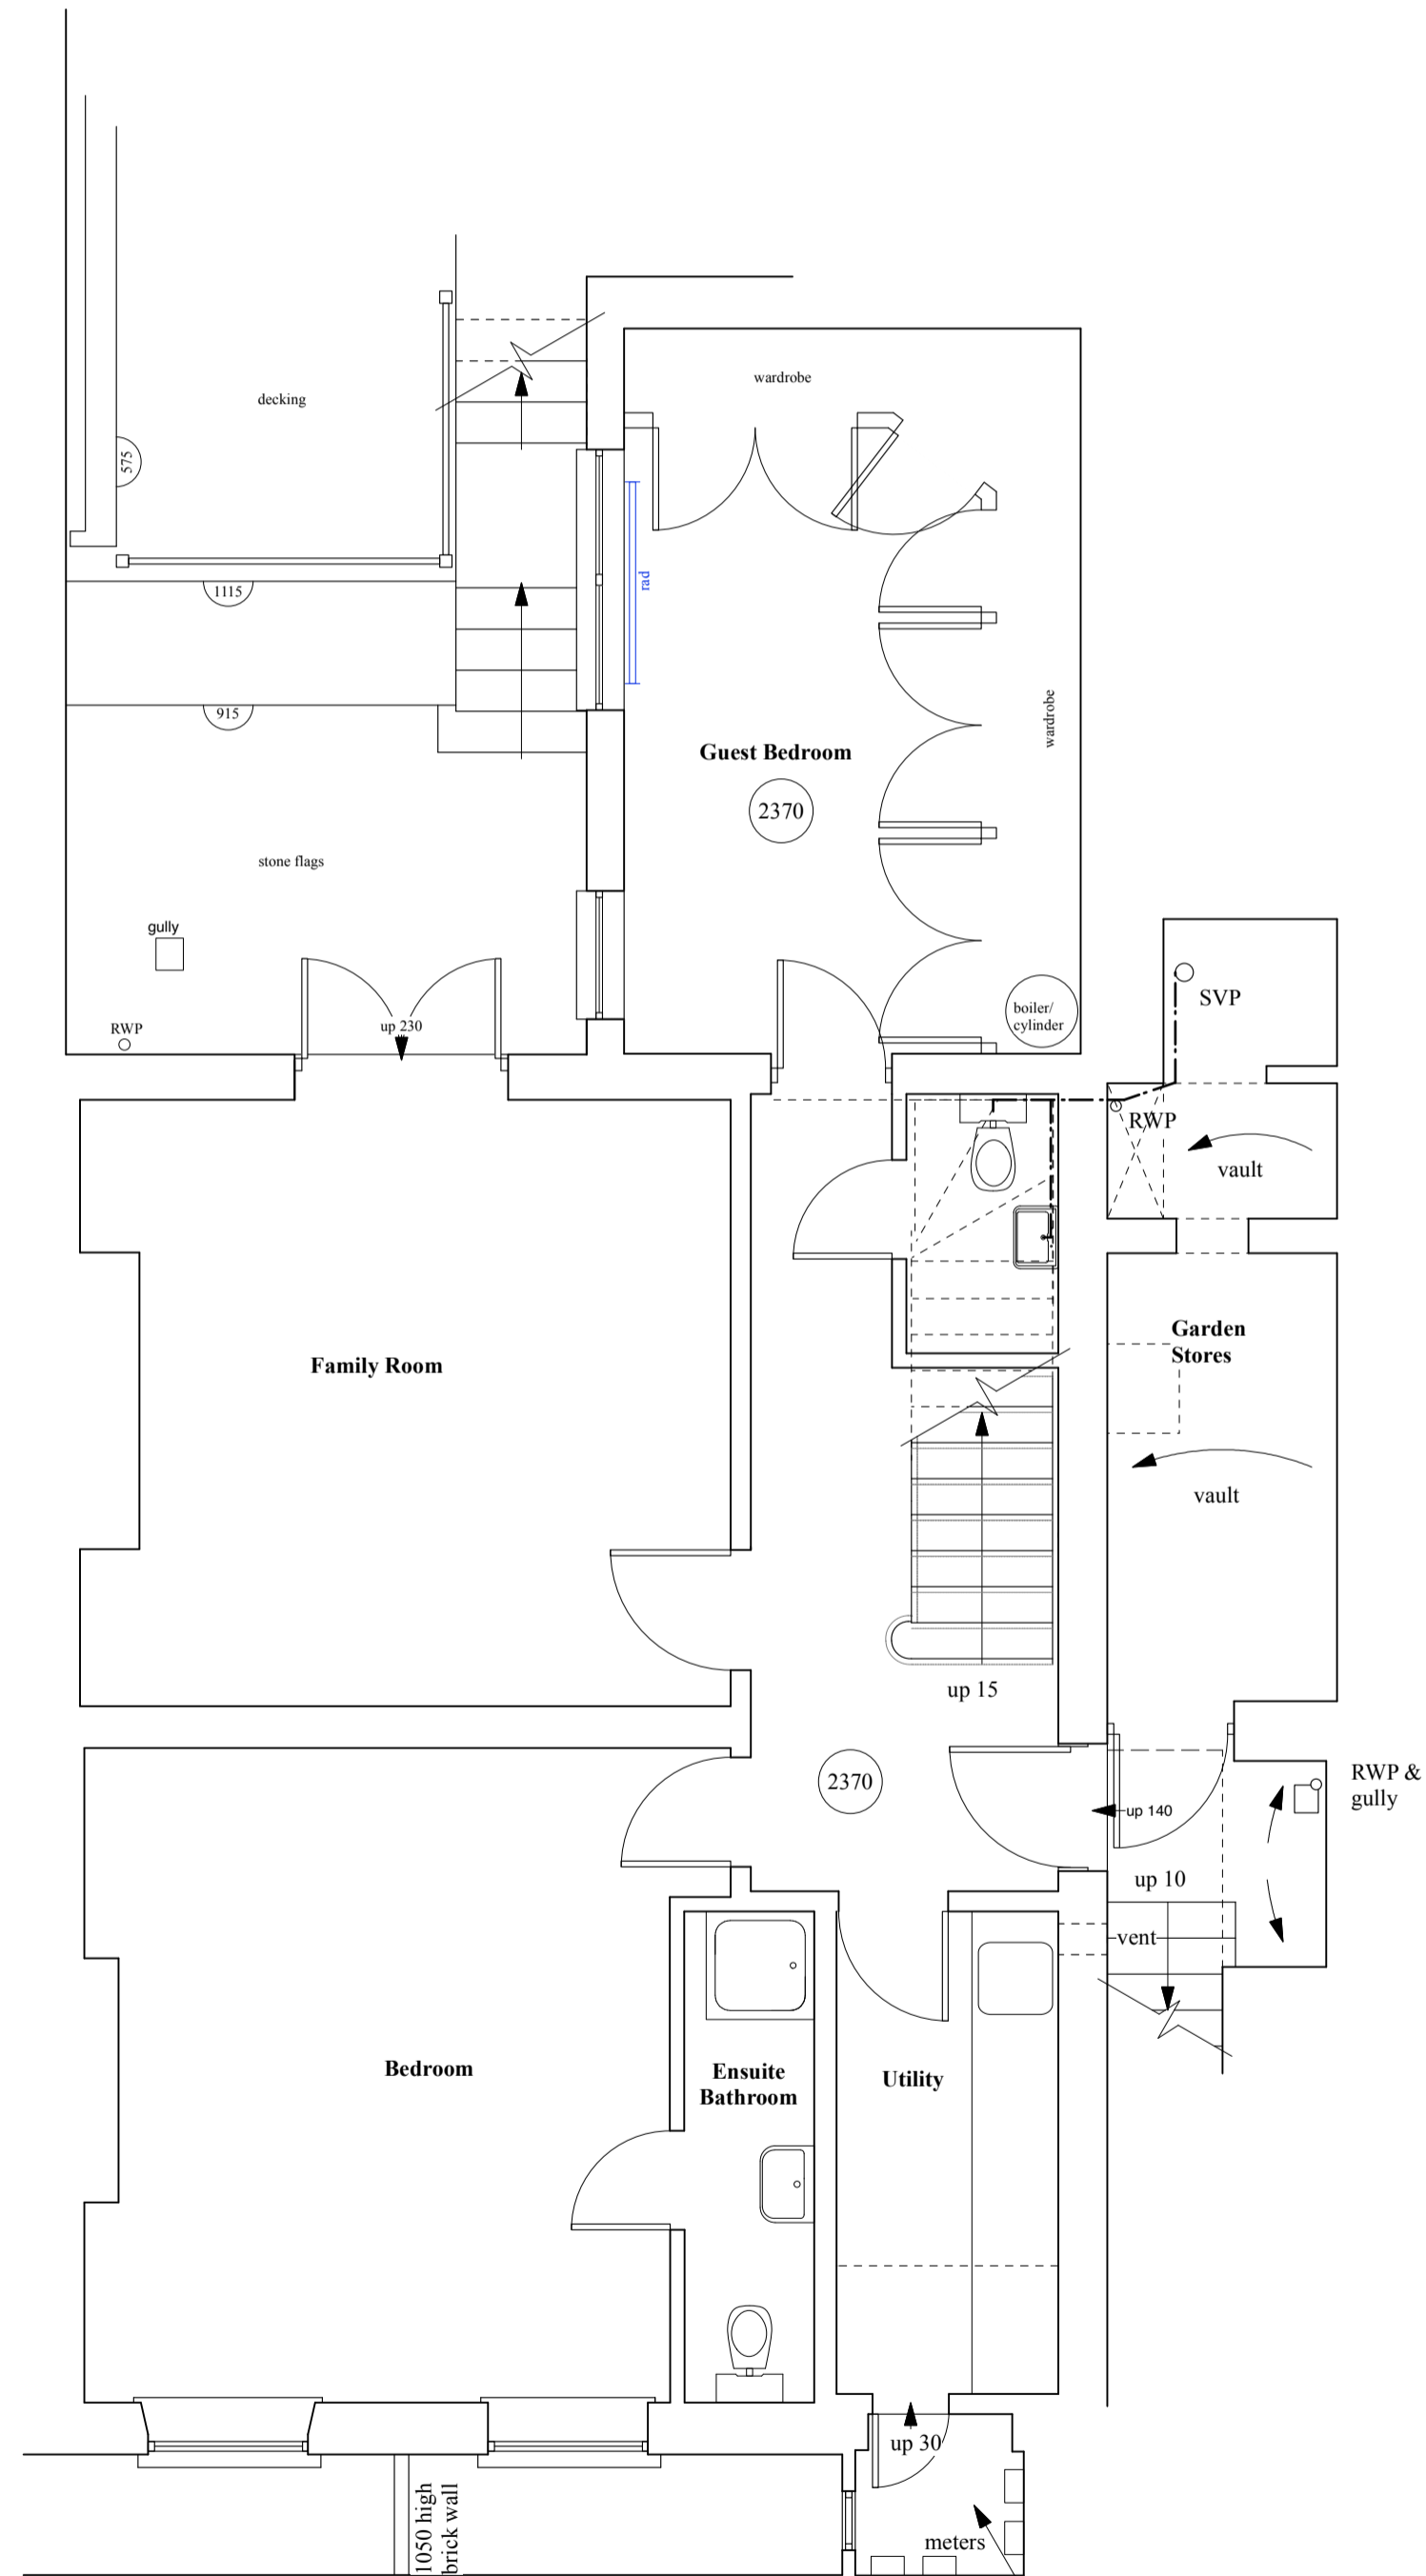 wardrobe
decking
575
rad
1115
wardrobe
915
Guest Bedroom
2370
stone flags
gully
boiler/
cylinder
SVP
RWP
up 230
RWP
vault
Garden
Stores
Family Room
vault
up 15
2370
RWP &
gully
up 140
up 10
vent
Bedroom
Ensuite
Bathroom
Utility
up 30
1050 high
brick wall
meters